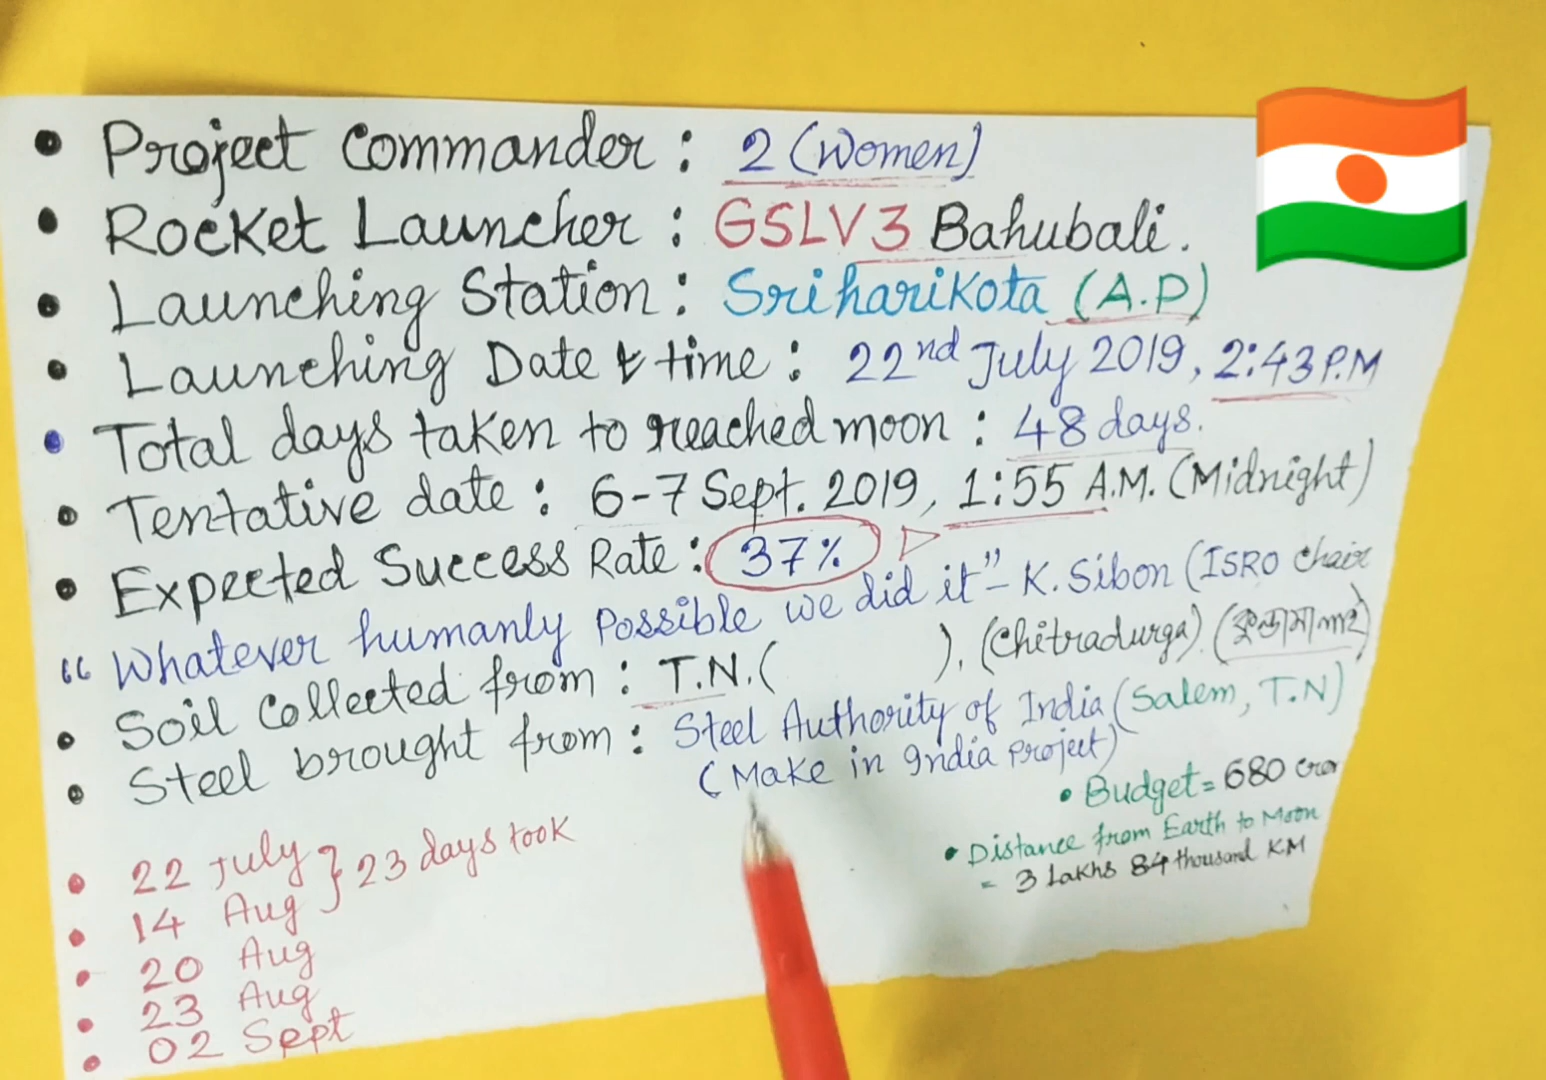 Project Commander : 2 (Women)
Rocket Launcher : GSLV3 Bahubali.
Launching Station : Sriharikota (A.P)
Launching Date & time : 22nd July 2019, 2:43 P.M
Total days taken to reached moon : 48 days.
Tentative date : 6-7 Sept. 2019, 1:55 A.M. (Midnight)
Expected Success Rate : 37%
"Whatever humanly Possible we did it" - K. Sibon (ISRO Chair
Soil Collected from : T.N. ( ), (Chitradurga)
Steel brought from : Steel Authority of India (Salem, T.N)
(Make in India Project)
Budget = 680 cror
Distance from Earth to Moon
= 3 Lakhs 84 thousand KM
22 July } 23 days took
14 Aug
20 Aug
23 Aug
02 Sept